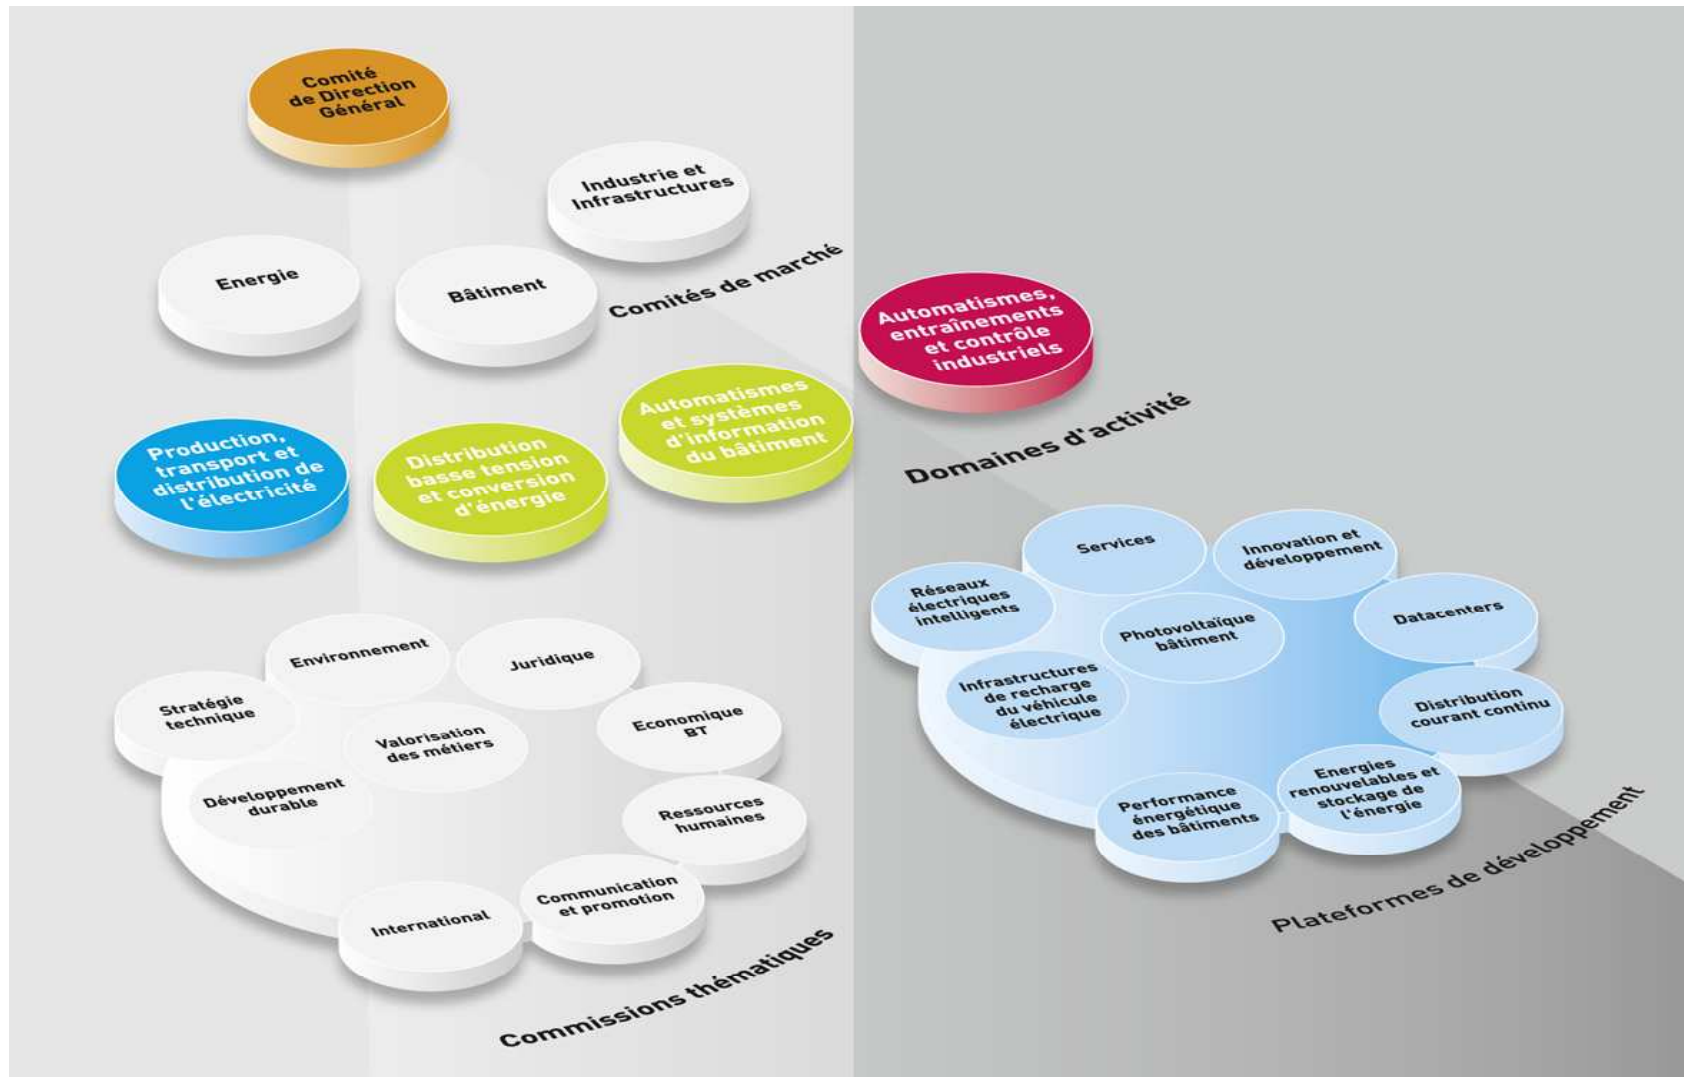 Comité
de Direction
Général
Industrie et
Infrastructures
Energie
Bâtiment
Comités de marché
Automatismes,
entraînements
et contrôle
industriels
Automatismes
et systèmes
d'information
du bâtiment
Production,
transport et
distribution de
l'électricité
Distribution
basse tension
et conversion
d'énergie
Domaines d'activité
Environnement
Juridique
Stratégie
technique
Valorisation
des métiers
Economique
BT
Développement
durable
Ressources
humaines
International
Communication
et promotion
Commissions thématiques
Services
Innovation et
développement
Réseaux
électriques
intelligents
Photovoltaïque
bâtiment
Datacenters
Infrastructures
de recharge
du véhicule
électrique
Distribution
courant continu
Performance
énergétique
des bâtiments
Energies
renouvelables et
stockage de
l'énergie
Plateformes de développement